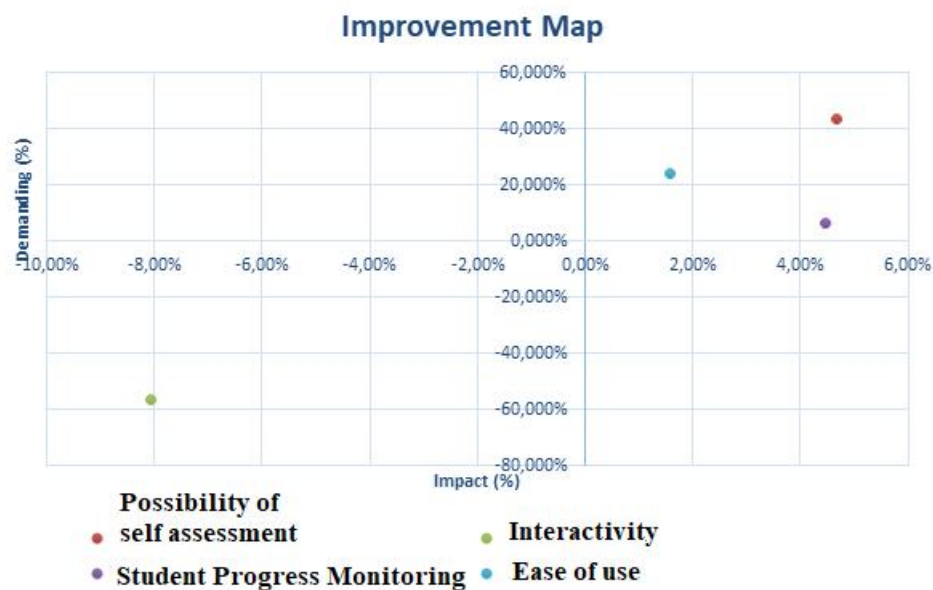 Improvement Map
60,000%
40,000%
20,000%
0,000%
Demanding (%)
-10,00% -8,00% -6,00% -4,00% -2,00% 0,00% 2,00% 4,00% 6,00%
-20,000%
-40,000%
-60,000%
-80,000%
Impact (%)
Possibility of
self assessment
Interactivity
Student Progress Monitoring
Ease of use